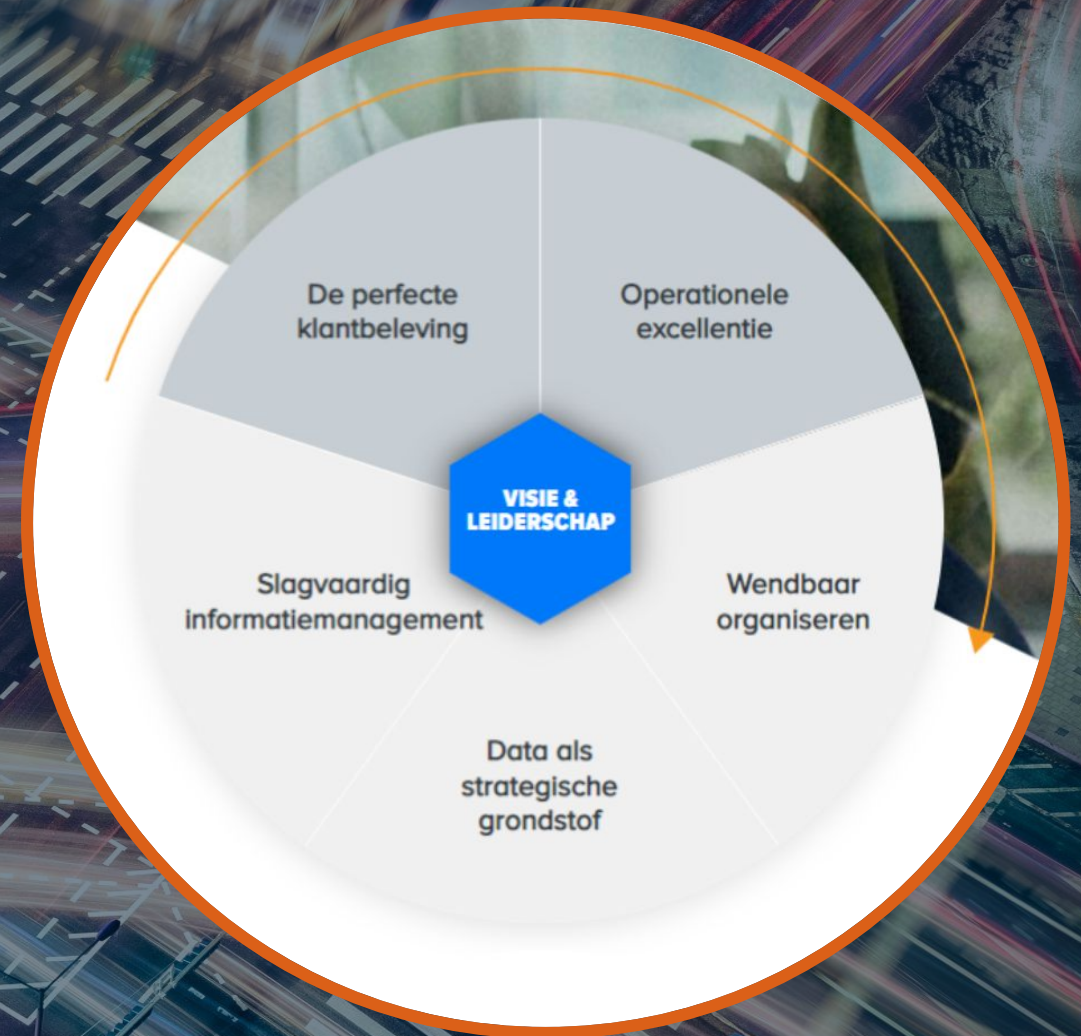 De perfecte
klantbeleving
Operationele
excellentie
VISIE &
LEIDERSCHAP
Slagvaardig
informatiemanagement
Wendbaar
organiseren
Data als
strategische
grondstof